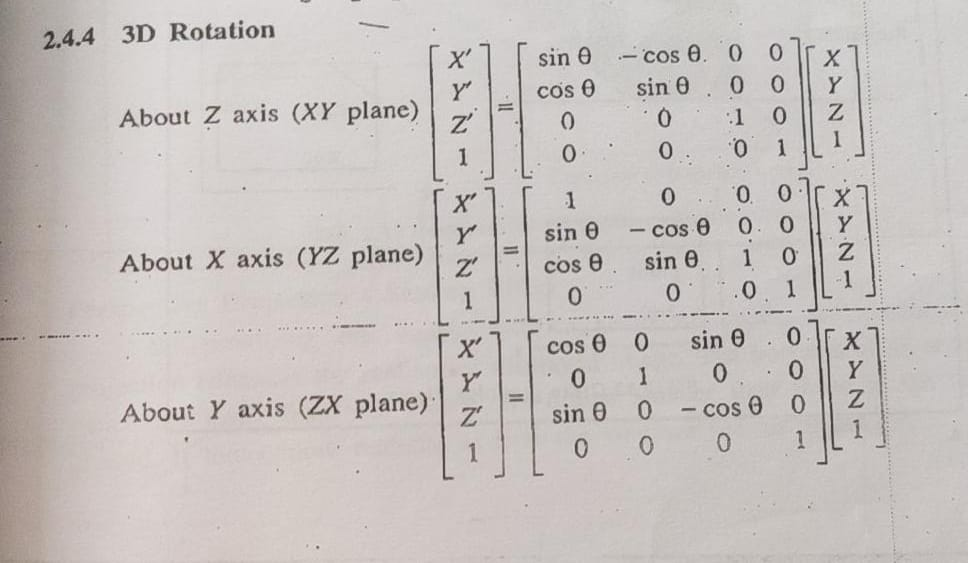 2.4.4 3D Rotation
About Z axis (XY plane) [X' Y' Z' 1] = [sin θ − cos θ. 0 0
cos θ sin θ 0 0
0 0 1 0
0 0 0 1] [X Y Z 1]
About X axis (YZ plane) [X' Y' Z' 1] = [1 0 0 0
sin θ − cos θ 0 0
cos θ sin θ 1 0
0 0 0 1] [X Y Z 1]
About Y axis (ZX plane) [X' Y' Z' 1] = [cos θ 0 sin θ 0
0 1 0 0
sin θ 0 − cos θ 0
0 0 0 1] [X Y Z 1]